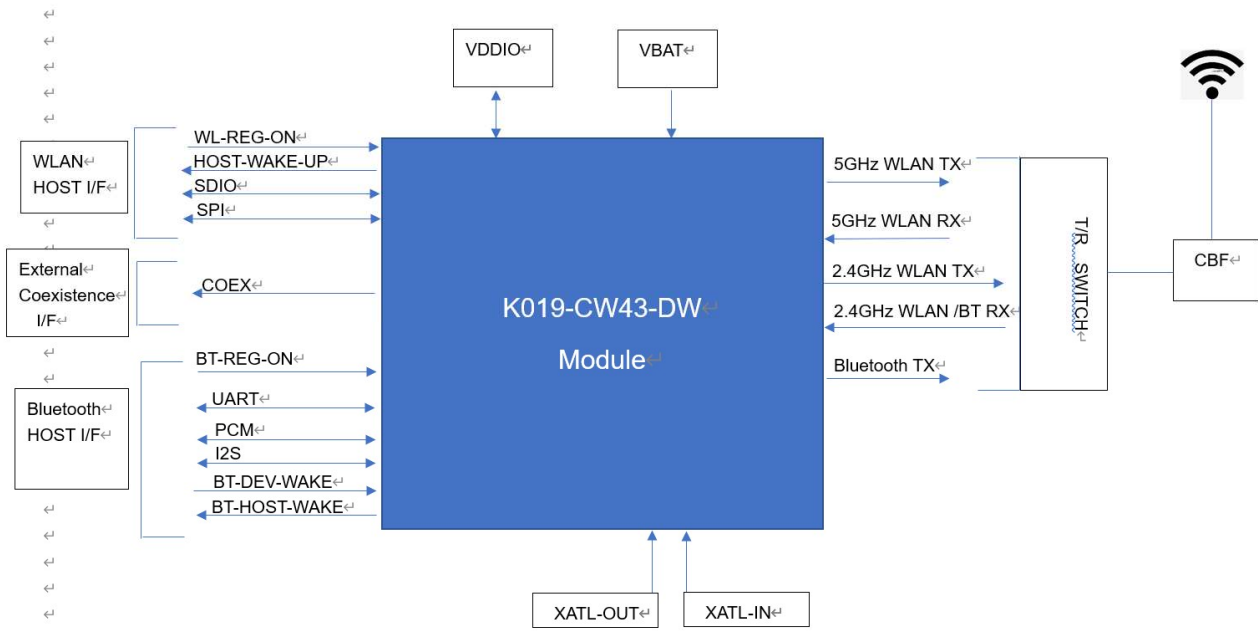 VDDIO
VBAT
WLAN
HOST I/F
WL-REG-ON
HOST-WAKE-UP
SDIO
SPI
External
Coexistence
I/F
COEX
Bluetooth
HOST I/F
BT-REG-ON
UART
PCM
I2S
BT-DEV-WAKE
BT-HOST-WAKE
K019-CW43-DW
Module
5GHz WLAN TX
5GHz WLAN RX
2.4GHz WLAN TX
2.4GHz WLAN /BT RX
Bluetooth TX
T/R SWITCH
CBF
XATL-OUT
XATL-IN